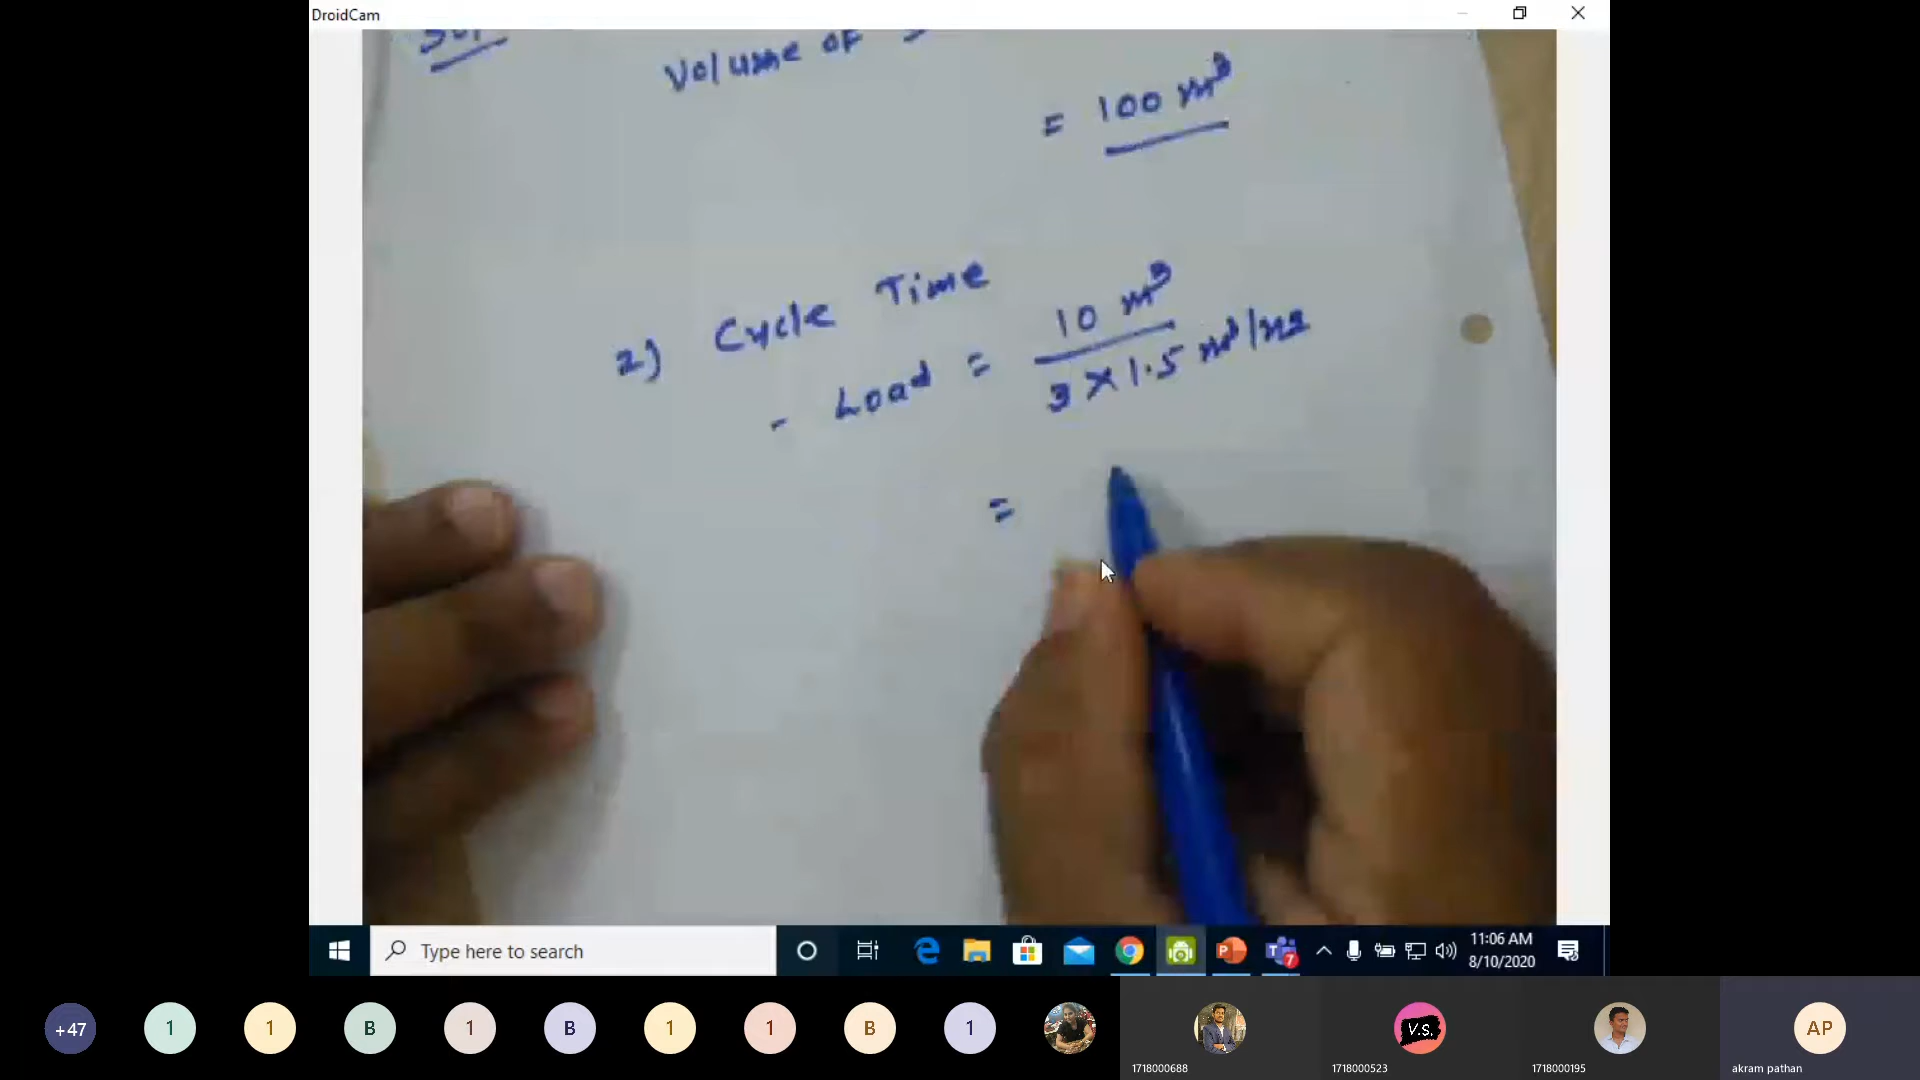 DroidCam
Sol
Volume of
= 100 m³
2) Cycle Time
- Load = 10 m³
3 × 1.5 m³/hr
=
Type here to search
7
11:06 AM
8/10/2020
+47
1
1
B
1
B
1
1
B
1
V.S.
AP
1718000688
1718000523
1718000195
akram pathan